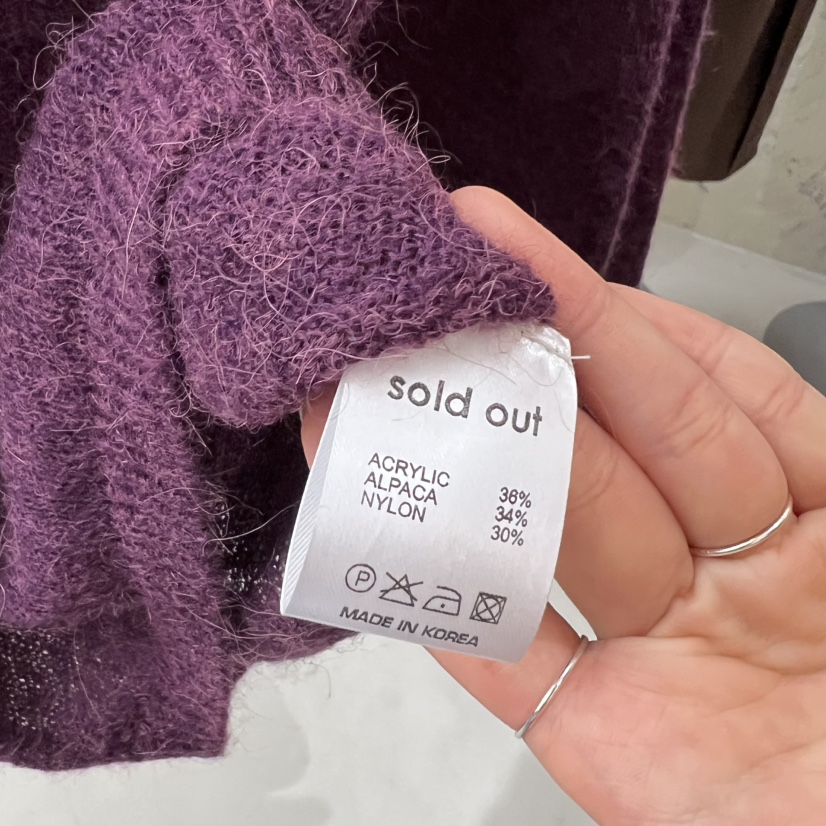 sold out
ACRYLIC 36%
ALPACA 34%
NYLON 30%
P
MADE IN KOREA